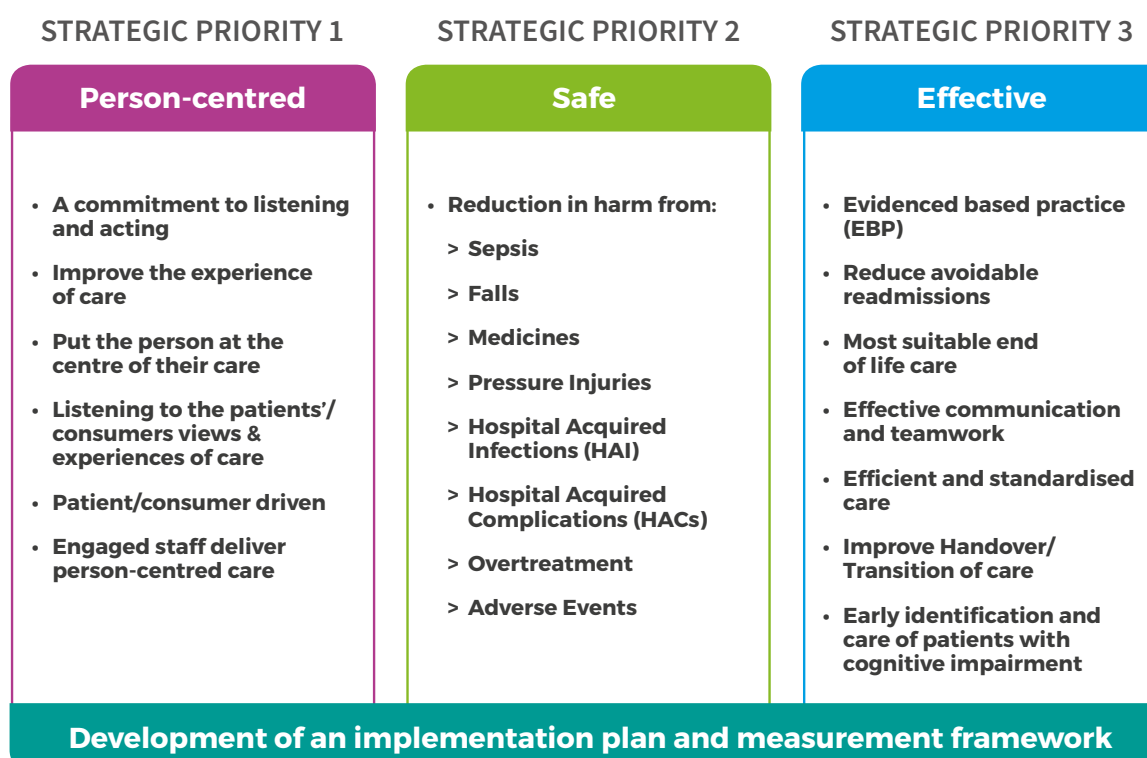 STRATEGIC PRIORITY 1
Person-centred
• A commitment to listening
and acting
• Improve the experience
of care
• Put the person at the
centre of their care
• Listening to the patients’/
consumers views &
experiences of care
• Patient/consumer driven
• Engaged staff deliver
person-centred care
STRATEGIC PRIORITY 2
Safe
• Reduction in harm from:
> Sepsis
> Falls
> Medicines
> Pressure Injuries
> Hospital Acquired
Infections (HAI)
> Hospital Acquired
Complications (HACs)
> Overtreatment
> Adverse Events
STRATEGIC PRIORITY 3
Effective
• Evidenced based practice
(EBP)
• Reduce avoidable
readmissions
• Most suitable end
of life care
• Effective communication
and teamwork
• Efficient and standardised
care
• Improve Handover/
Transition of care
• Early identification and
care of patients with
cognitive impairment
Development of an implementation plan and measurement framework